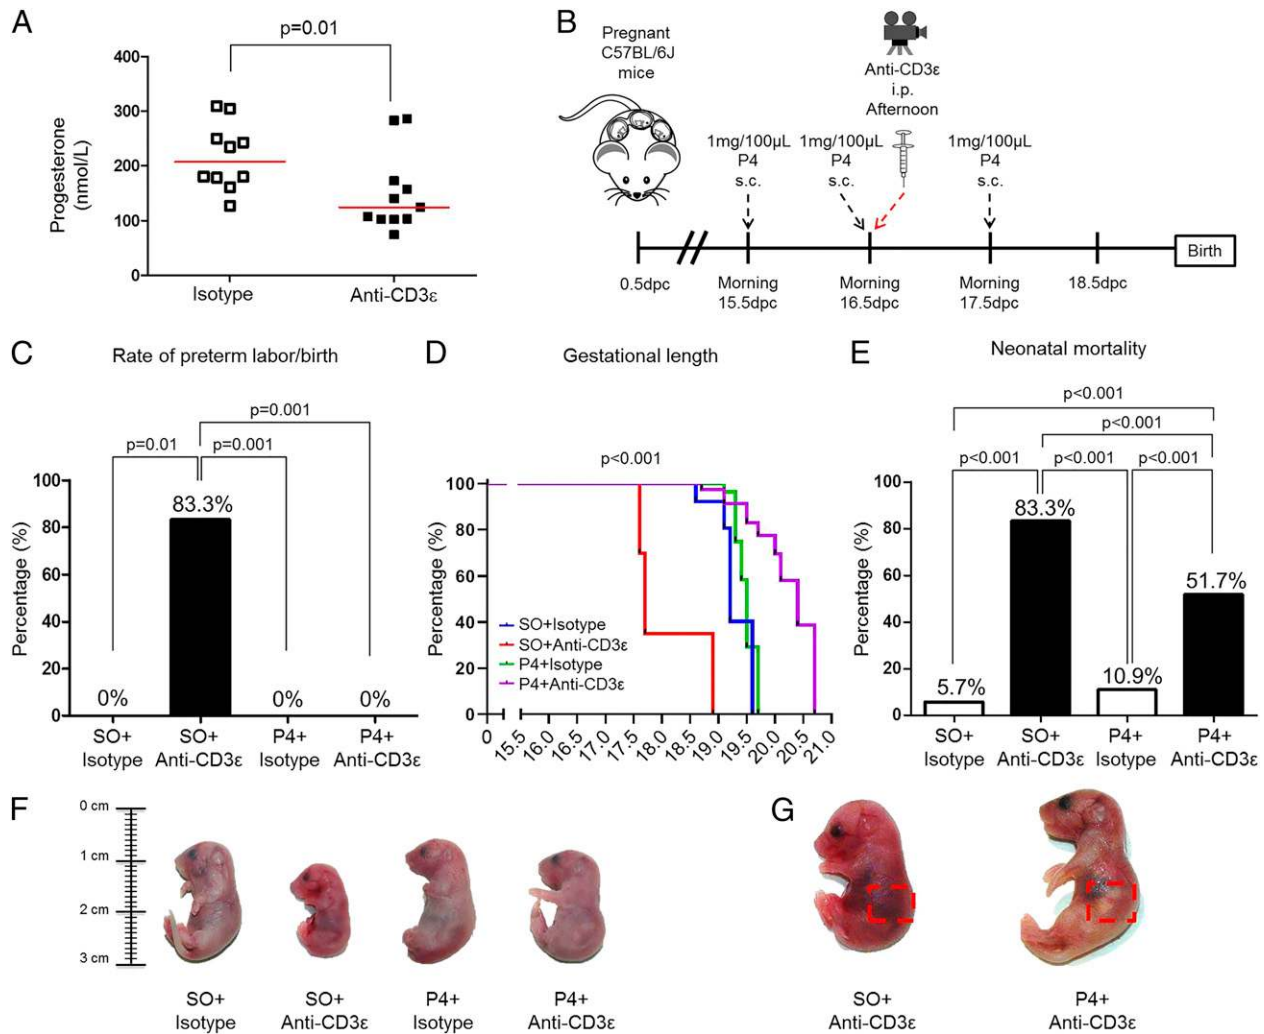 A
p=0.01
400
300
200
100
0
Progesterone
(nmol/L)
Isotype
Anti-CD3ε
B
Pregnant
C57BL/6J
mice
Anti-CD3ε
i.p.
Afternoon
1mg/100µL
P4
s.c.
1mg/100µL
P4
s.c.
1mg/100µL
P4
s.c.
0.5dpc
Morning
15.5dpc
Morning
16.5dpc
Morning
17.5dpc
18.5dpc
Birth
C
Rate of preterm labor/birth
p=0.001
p=0.01
p=0.001
100
80
60
40
20
0
Percentage (%)
0%
83.3%
0%
0%
SO+
Isotype
SO+
Anti-CD3ε
P4+
Isotype
P4+
Anti-CD3ε
D
Gestational length
p<0.001
100
80
60
40
20
0
Percentage (%)
SO+Isotype
SO+Anti-CD3ε
P4+Isotype
P4+Anti-CD3ε
0
15.5
16.0
16.5
17.0
17.5
18.0
18.5
19.0
19.5
20.0
20.5
21.0
E
Neonatal mortality
p<0.001
p<0.001
p<0.001
p<0.001
p<0.001
100
80
60
40
20
0
Percentage (%)
5.7%
83.3%
10.9%
51.7%
SO+
Isotype
SO+
Anti-CD3ε
P4+
Isotype
P4+
Anti-CD3ε
F
0 cm
1 cm
2 cm
3 cm
SO+
Isotype
SO+
Anti-CD3ε
P4+
Isotype
P4+
Anti-CD3ε
G
SO+
Anti-CD3ε
P4+
Anti-CD3ε